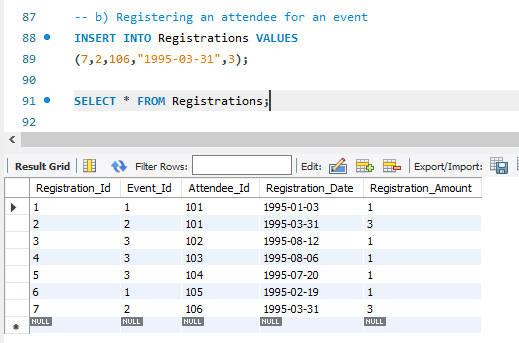 87 -- b) Registering an attendee for an event
88 INSERT INTO Registrations VALUES
89 (7,2,106,"1995-03-31",3);
90
91 SELECT * FROM Registrations;
92
Result Grid Filter Rows: Edit: Export/Import:
Registration_Id Event_Id Attendee_Id Registration_Date Registration_Amount
1 1 101 1995-01-03 1
2 2 101 1995-03-31 3
3 3 102 1995-08-12 1
4 3 103 1995-08-06 1
5 3 104 1995-07-20 1
6 1 105 1995-02-19 1
7 2 106 1995-03-31 3
NULL NULL NULL NULL NULL